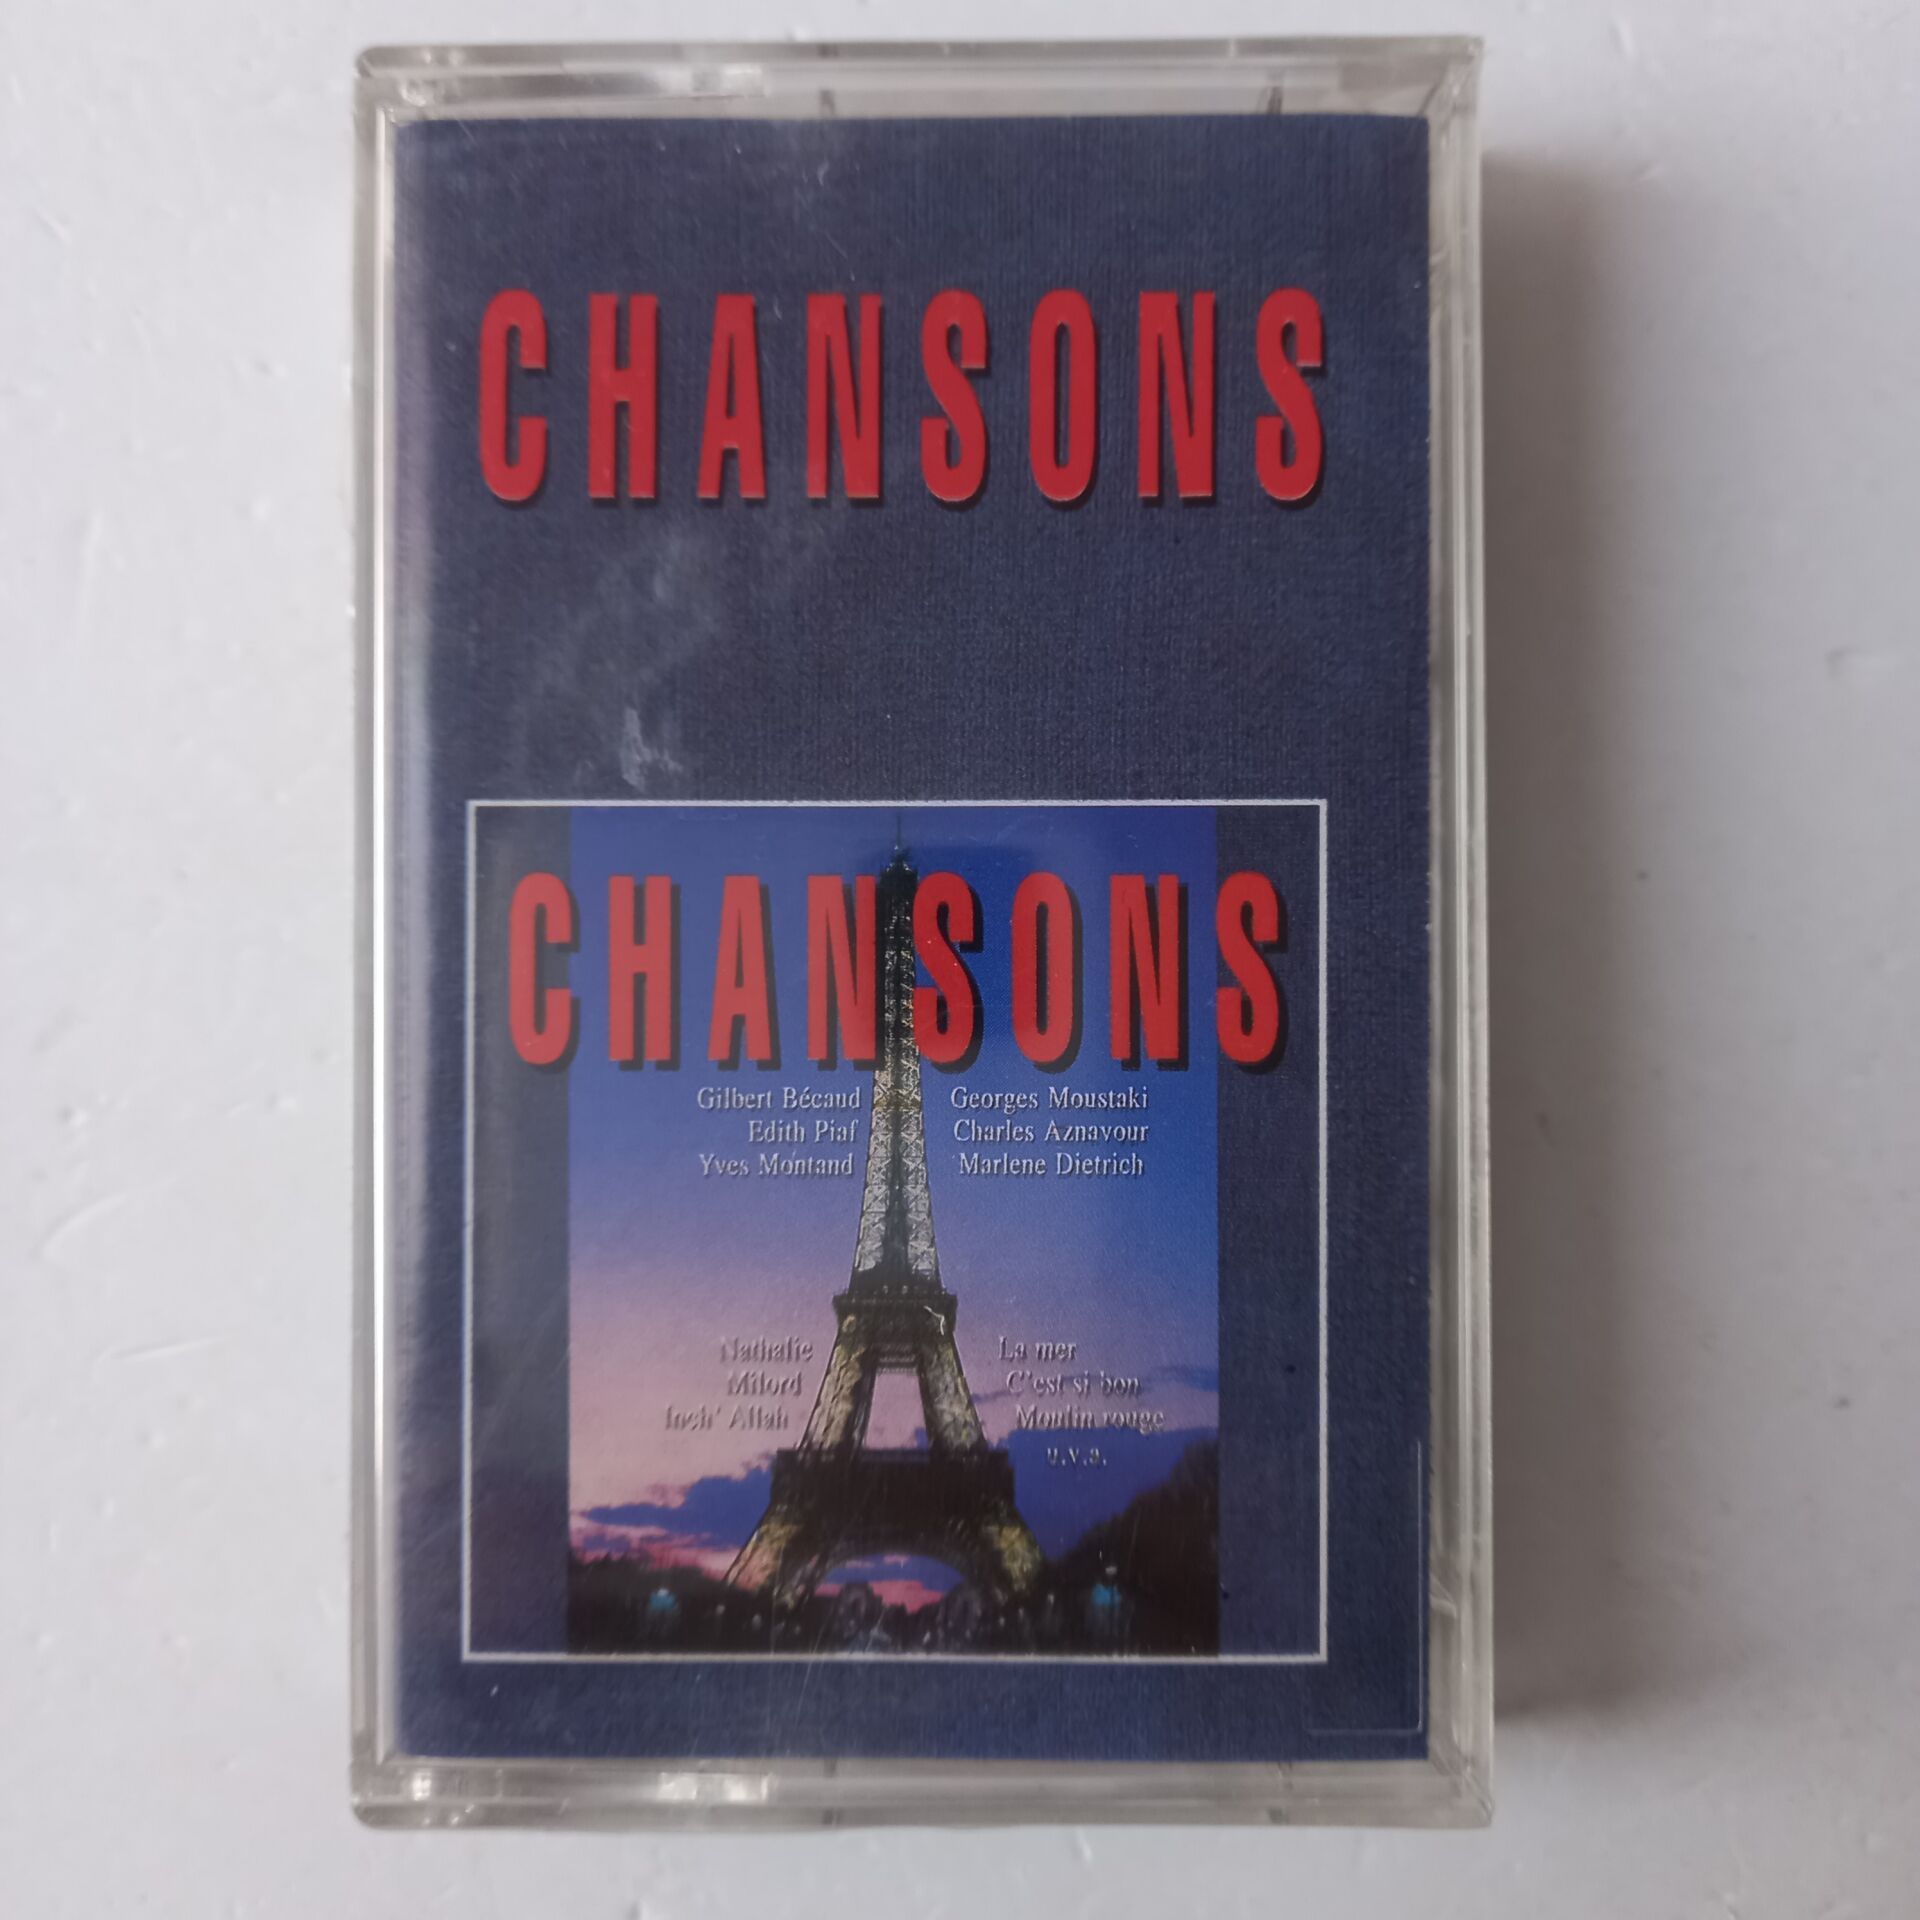 CHANSONS
CHANSONS
Gilbert Bécaud
Edith Piaf
Yves Montand
Georges Moustaki
Charles Aznavour
Marlene Dietrich
Nathalie
Milord
Inch' Allah
La mer
C'est si bon
Moulin rouge
u.v.a.